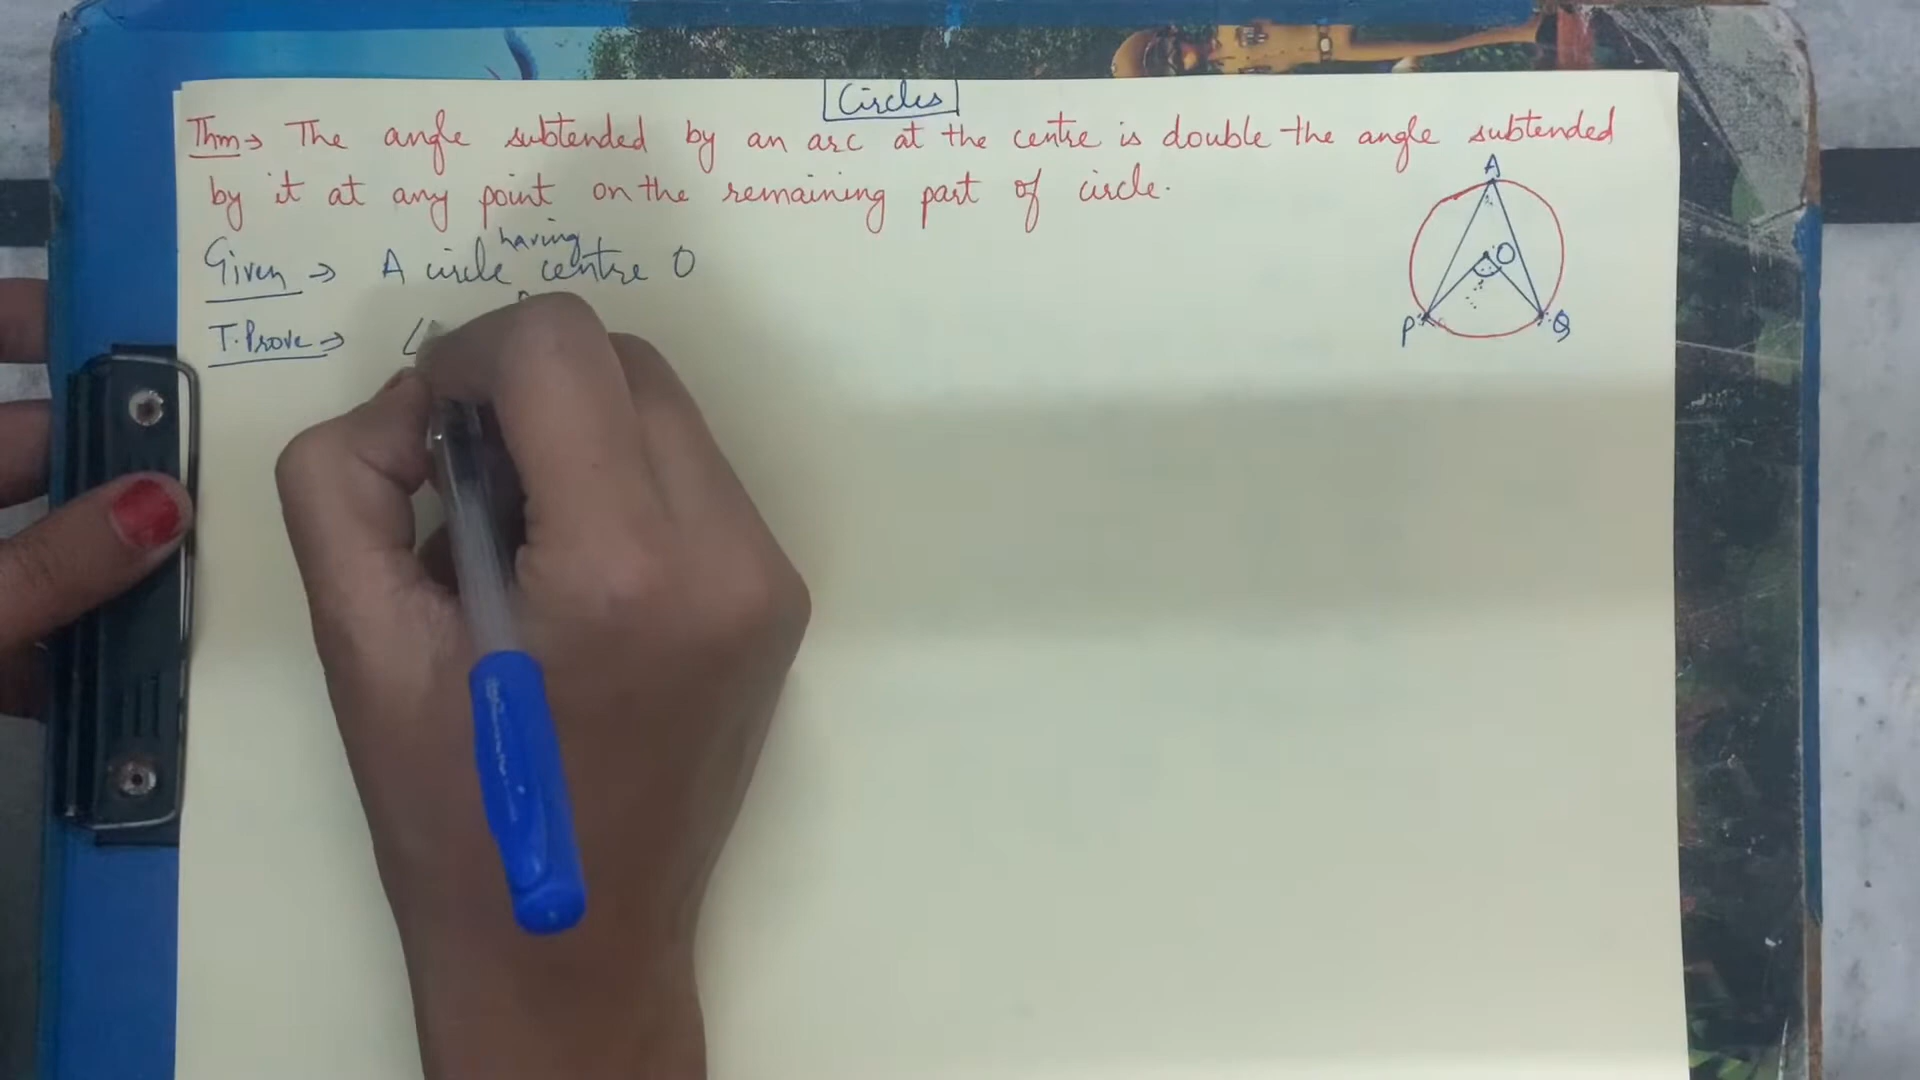 Circles
Thm→ The angle subtended by an arc at the centre is double the angle subtended
by it at any point on the remaining part of circle.
Given → A circle having centre O
T.Prove → ∠
A
O
P
Q